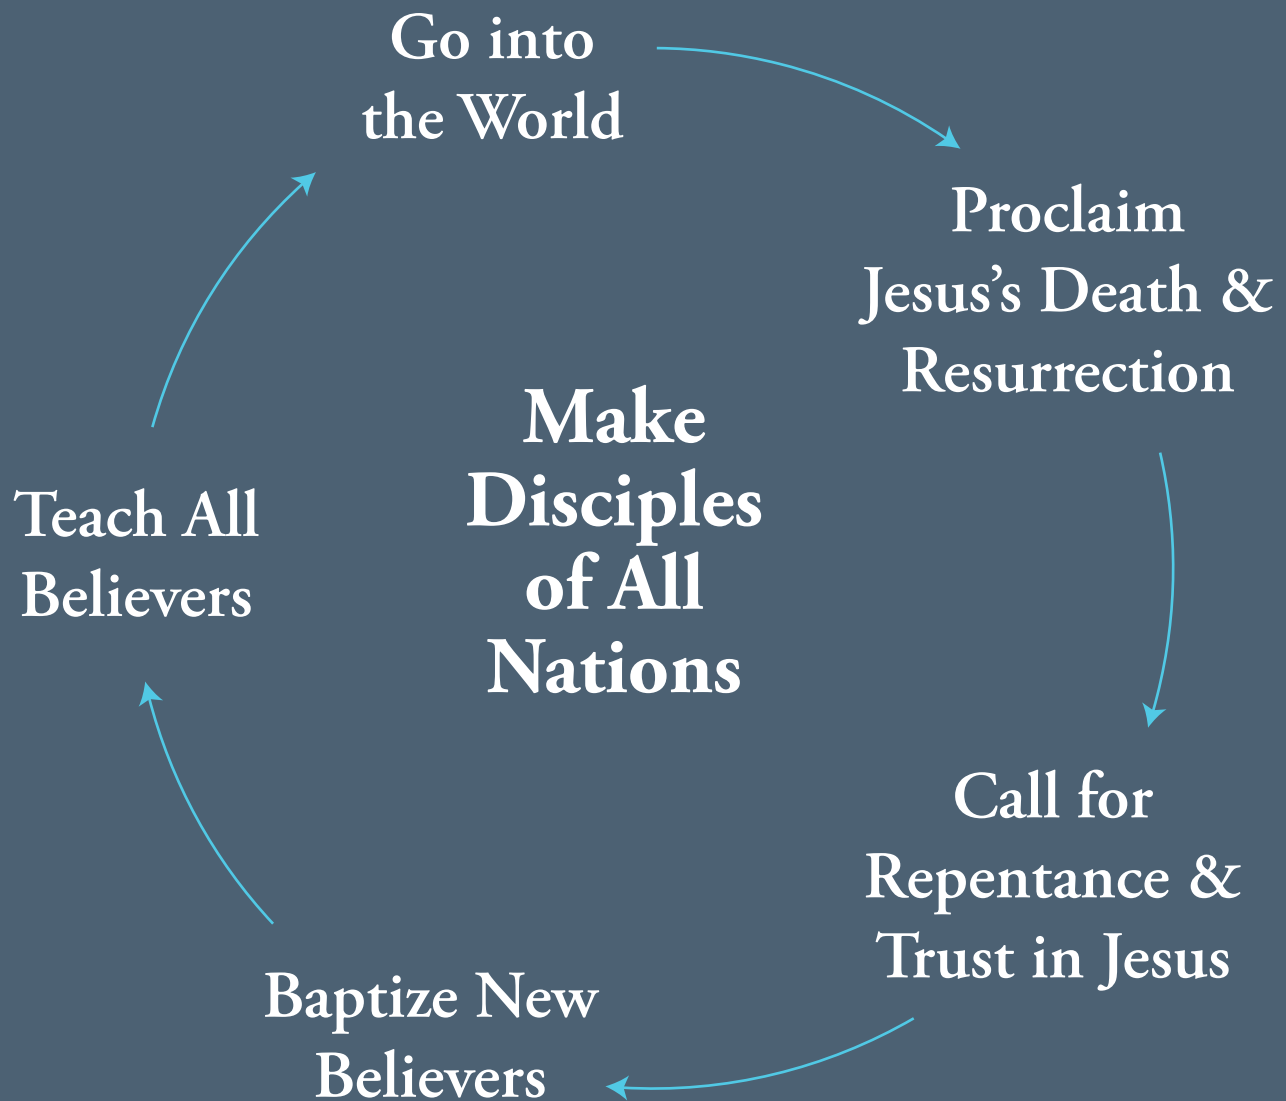 Go into
the World
Proclaim
Jesus’s Death &
Resurrection
Make
Disciples
of All
Nations
Teach All
Believers
Call for
Repentance &
Trust in Jesus
Baptize New
Believers